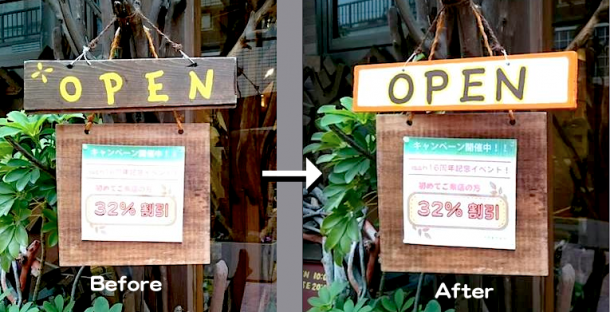 OPEN
キャンペーン開催中！！
初めてご来店の方
32% 割引
Before
OPEN
キャンペーン開催中！！
16周年記念イベント！
初めてご来店の方
32% 割引
After